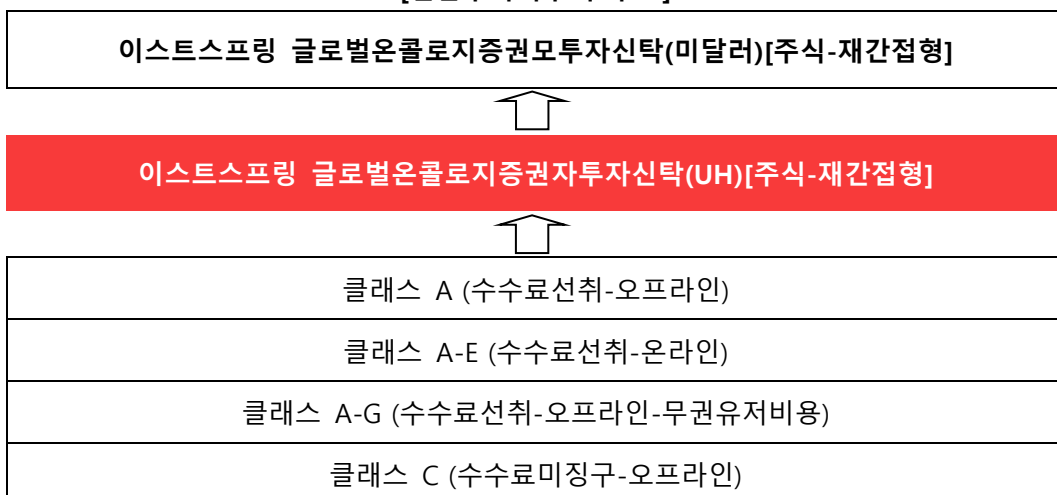 이스트스프링 글로벌온콜로지증권모투자신탁(미달러)[주식-재간접형]
이스트스프링 글로벌온콜로지증권자투자신탁(UH)[주식-재간접형]
클래스 A (수수료선취-오프라인)
클래스 A-E (수수료선취-온라인)
클래스 A-G (수수료선취-오프라인-무권유저비용)
클래스 C (수수료미징구-오프라인)